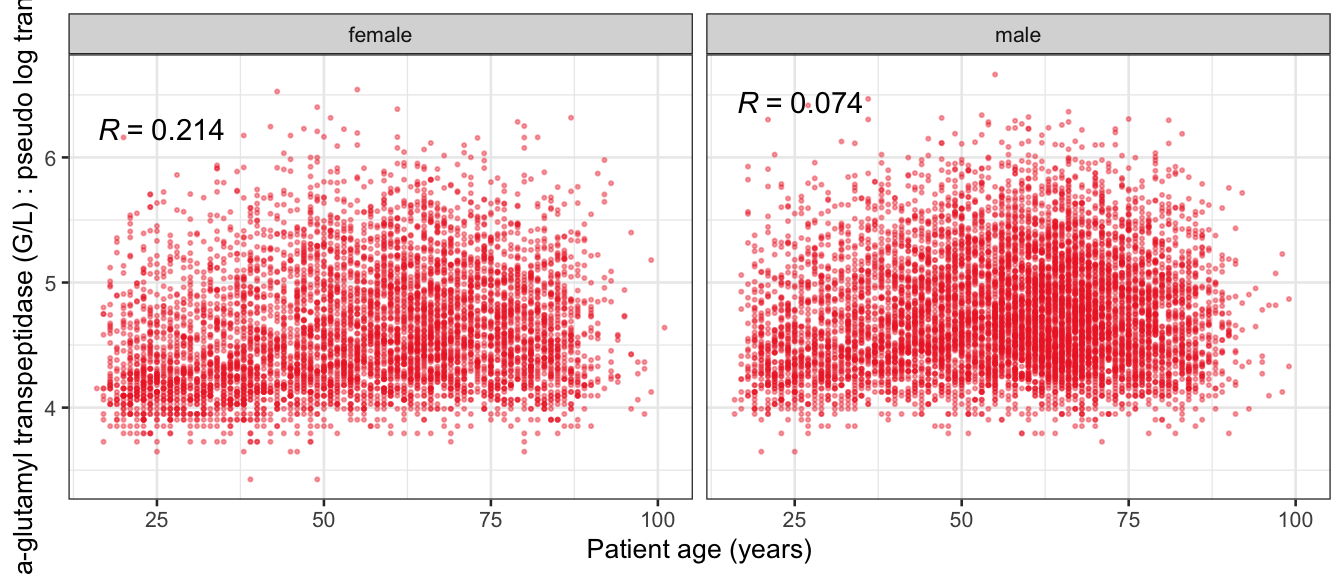 female
male
a-glutamyl transpeptidase (G/L) : pseudo log tran
R = 0.214
R = 0.074
6
5
4
25 50 75 100
25 50 75 100
Patient age (years)